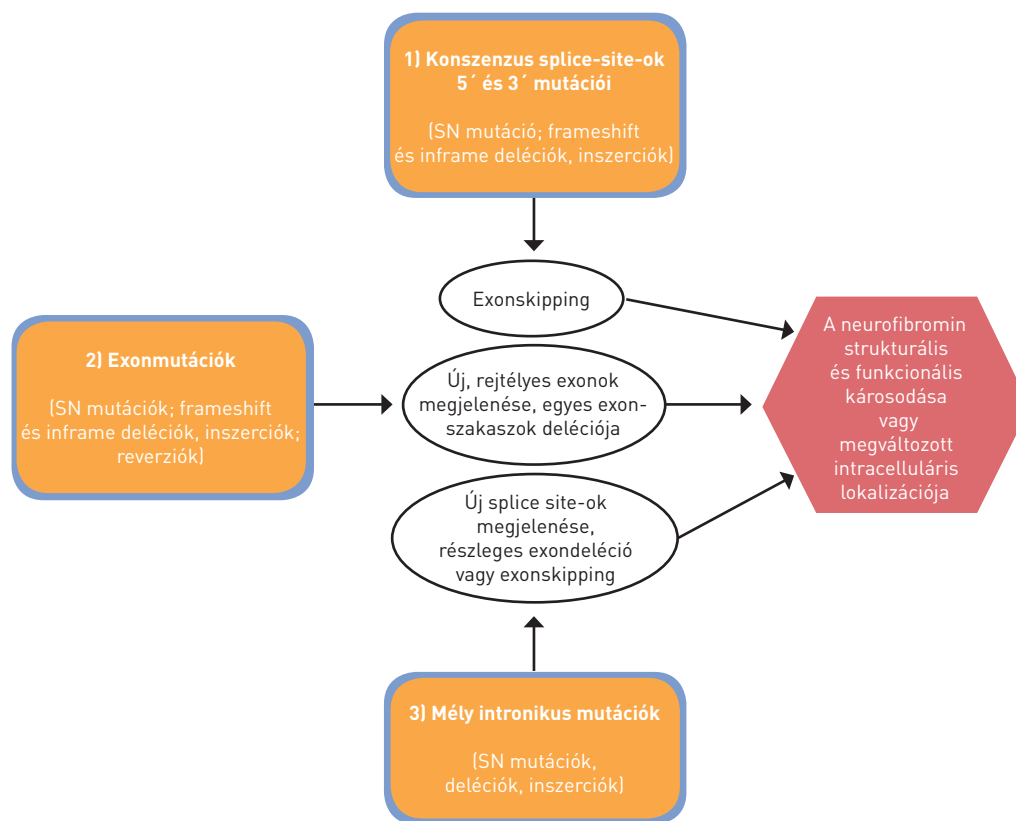 1) Konszenzus splice-site-ok
5´ és 3´ mutációi
(SN mutáció; frameshift
és inframe deléciók, inszerciók)
Exonskipping
2) Exonmutációk
(SN mutációk; frameshift
és inframe deléciók, inszerciók;
reverziók)
Új, rejtélyes exonok
megjelenése, egyes exon-
szakaszok deléciója
A neurofibromin
strukturális
és funkcionális
károsodása
vagy
megváltozott
intracelluláris
lokalizációja
Új splice site-ok
megjelenése,
részleges exondeléció
vagy exonskipping
3) Mély intronikus mutációk
(SN mutációk,
deléciók, inszerciók)